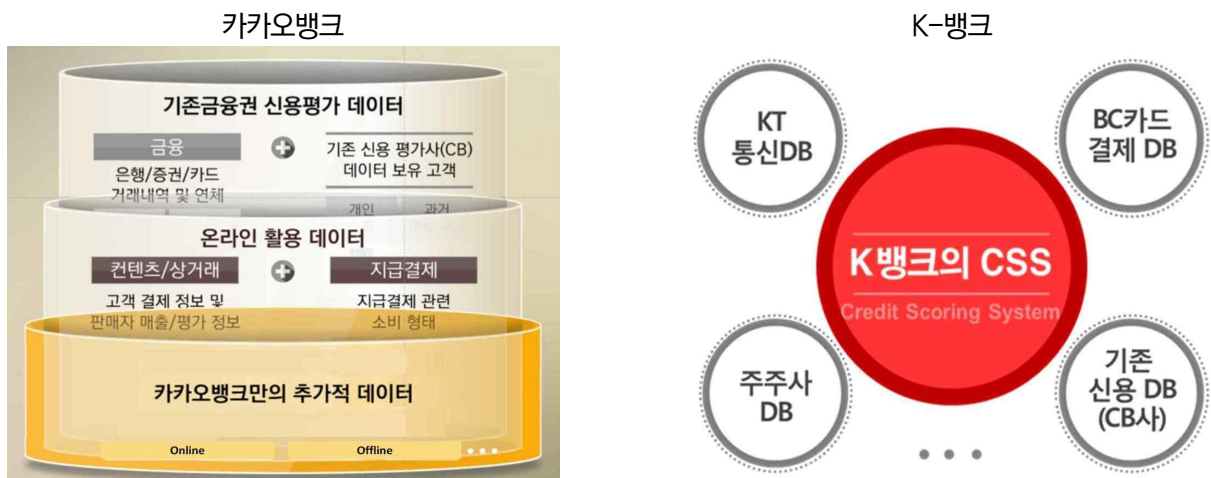 카카오뱅크
기존금융권 신용평가 데이터
금융
은행/증권/카드
거래내역 및 연체
기존 신용 평가사(CB)
데이터 보유 고객
개인 과거
온라인 활용 데이터
컨텐츠/상거래
고객 결제 정보 및
판매자 매출/평가 정보
지급결제
지급결제 관련
소비 형태
카카오뱅크만의 추가적 데이터
Online
Offline
K-뱅크
KT
통신DB
BC카드
결제 DB
K뱅크의 CSS
Credit Scoring System
주주사
DB
기존
신용 DB
(CB사)